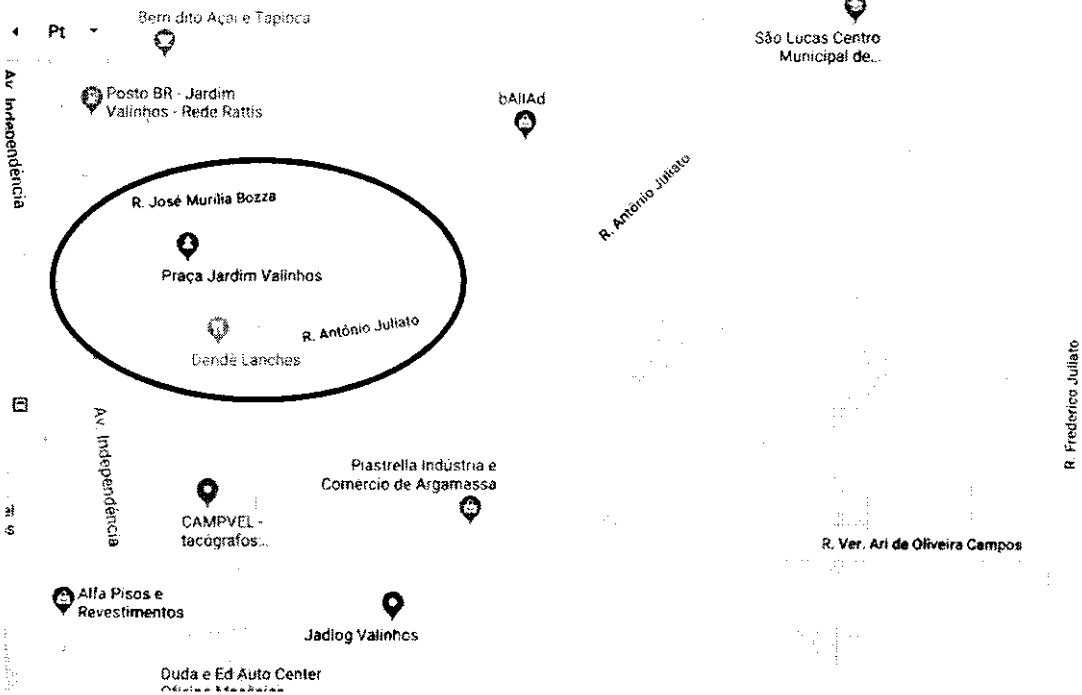 Bem dito Açaí e Tapioca
Pt
São Lucas Centro
Municipal de...
Av. Independência
Posto BR - Jardim
Valinhos - Rede Rattis
bAllAd
R. José Murilia Bozza
R. Antônio Juliato
Praça Jardim Valinhos
R. Antônio Juliato
Dendê Lanches
R. Frederico Juliato
Av. Independência
Piastrella Indústria e
Comércio de Argamassa
CAMPVEL -
tacógrafos...
R. Ver. Ari de Oliveira Campos
Alfa Pisos e
Revestimentos
Jadlog Valinhos
Duda e Ed Auto Center